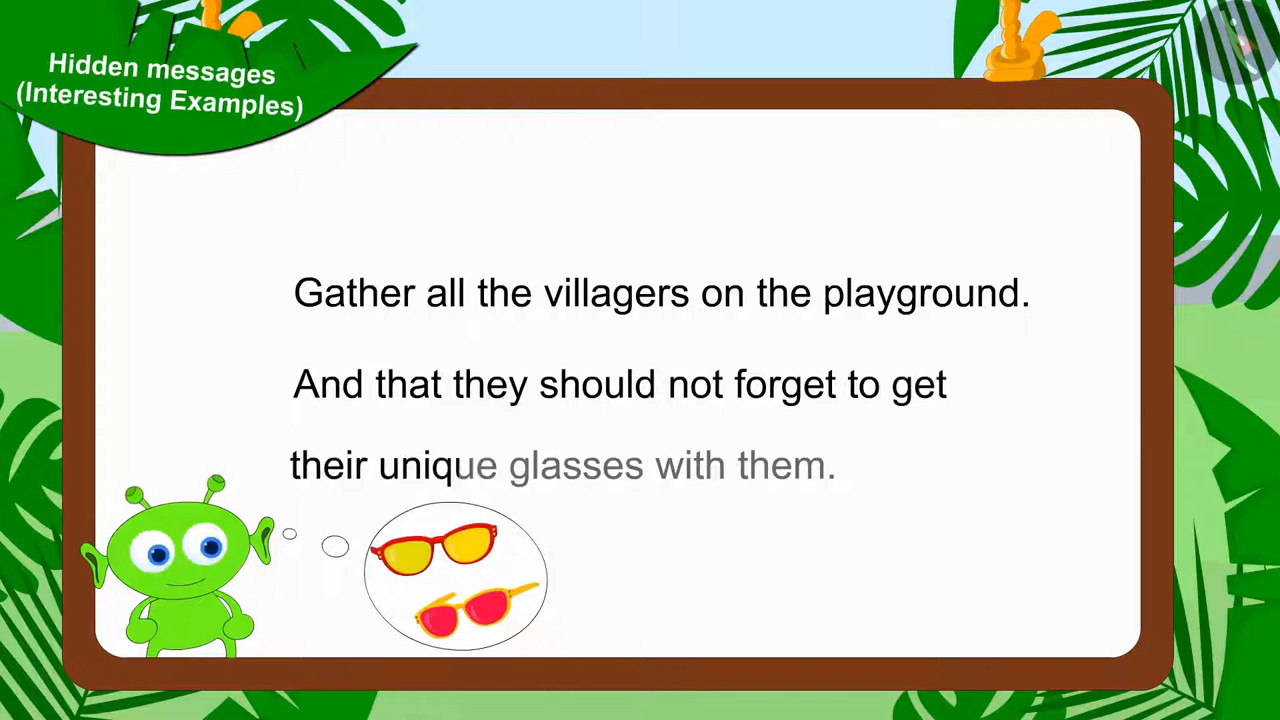 Hidden messages
(Interesting Examples)
Gather all the villagers on the playground.
And that they should not forget to get
their unique glasses with them.